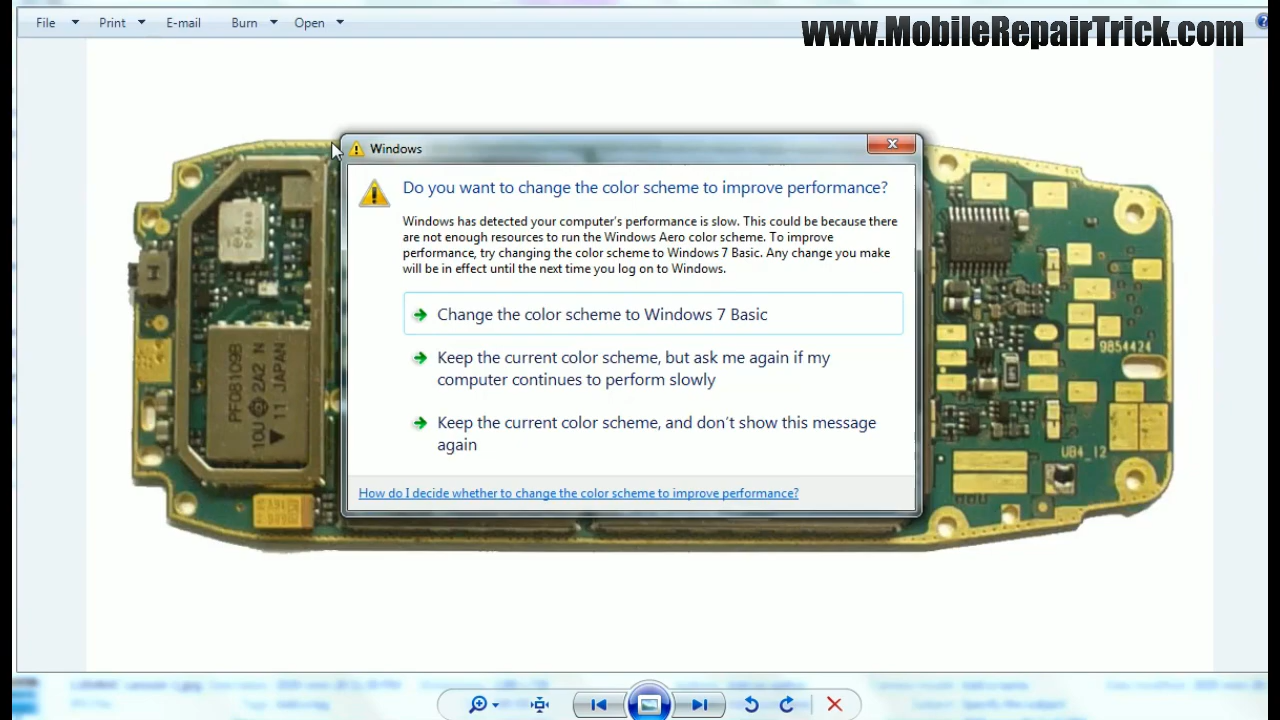 File Print E-mail Burn Open
www.MobileRepairTrick.com
Windows
Do you want to change the color scheme to improve performance?
Windows has detected your computer's performance is slow. This could be because there
are not enough resources to run the Windows Aero color scheme. To improve
performance, try changing the color scheme to Windows 7 Basic. Any change you make
will be in effect until the next time you log on to Windows.
Change the color scheme to Windows 7 Basic
Keep the current color scheme, but ask me again if my
computer continues to perform slowly
Keep the current color scheme, and don't show this message
again
How do I decide whether to change the color scheme to improve performance?
PF08109B
10U 2A2 N
11 JAPAN
9854424
UB4_12